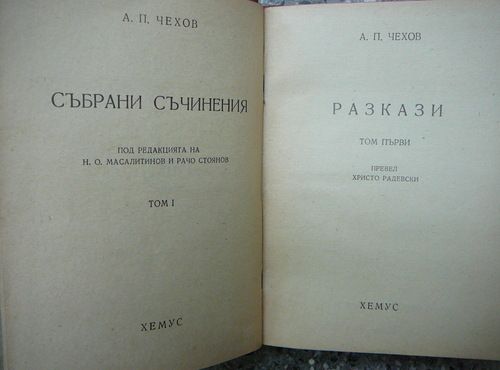 А. П. ЧЕХОВ
СЪБРАНИ СЪЧИНЕНИЯ
ПОД РЕДАКЦИЯТА НА
Н. О. МАСАЛИТИНОВ И РАЧО СТОЯНОВ
ТОМ I
ХЕМУС
А. П. ЧЕХОВ
РАЗКАЗИ
ТОМ ПЪРВИ
ПРЕВЕЛ
ХРИСТО РАДЕВСКИ
ХЕМУС